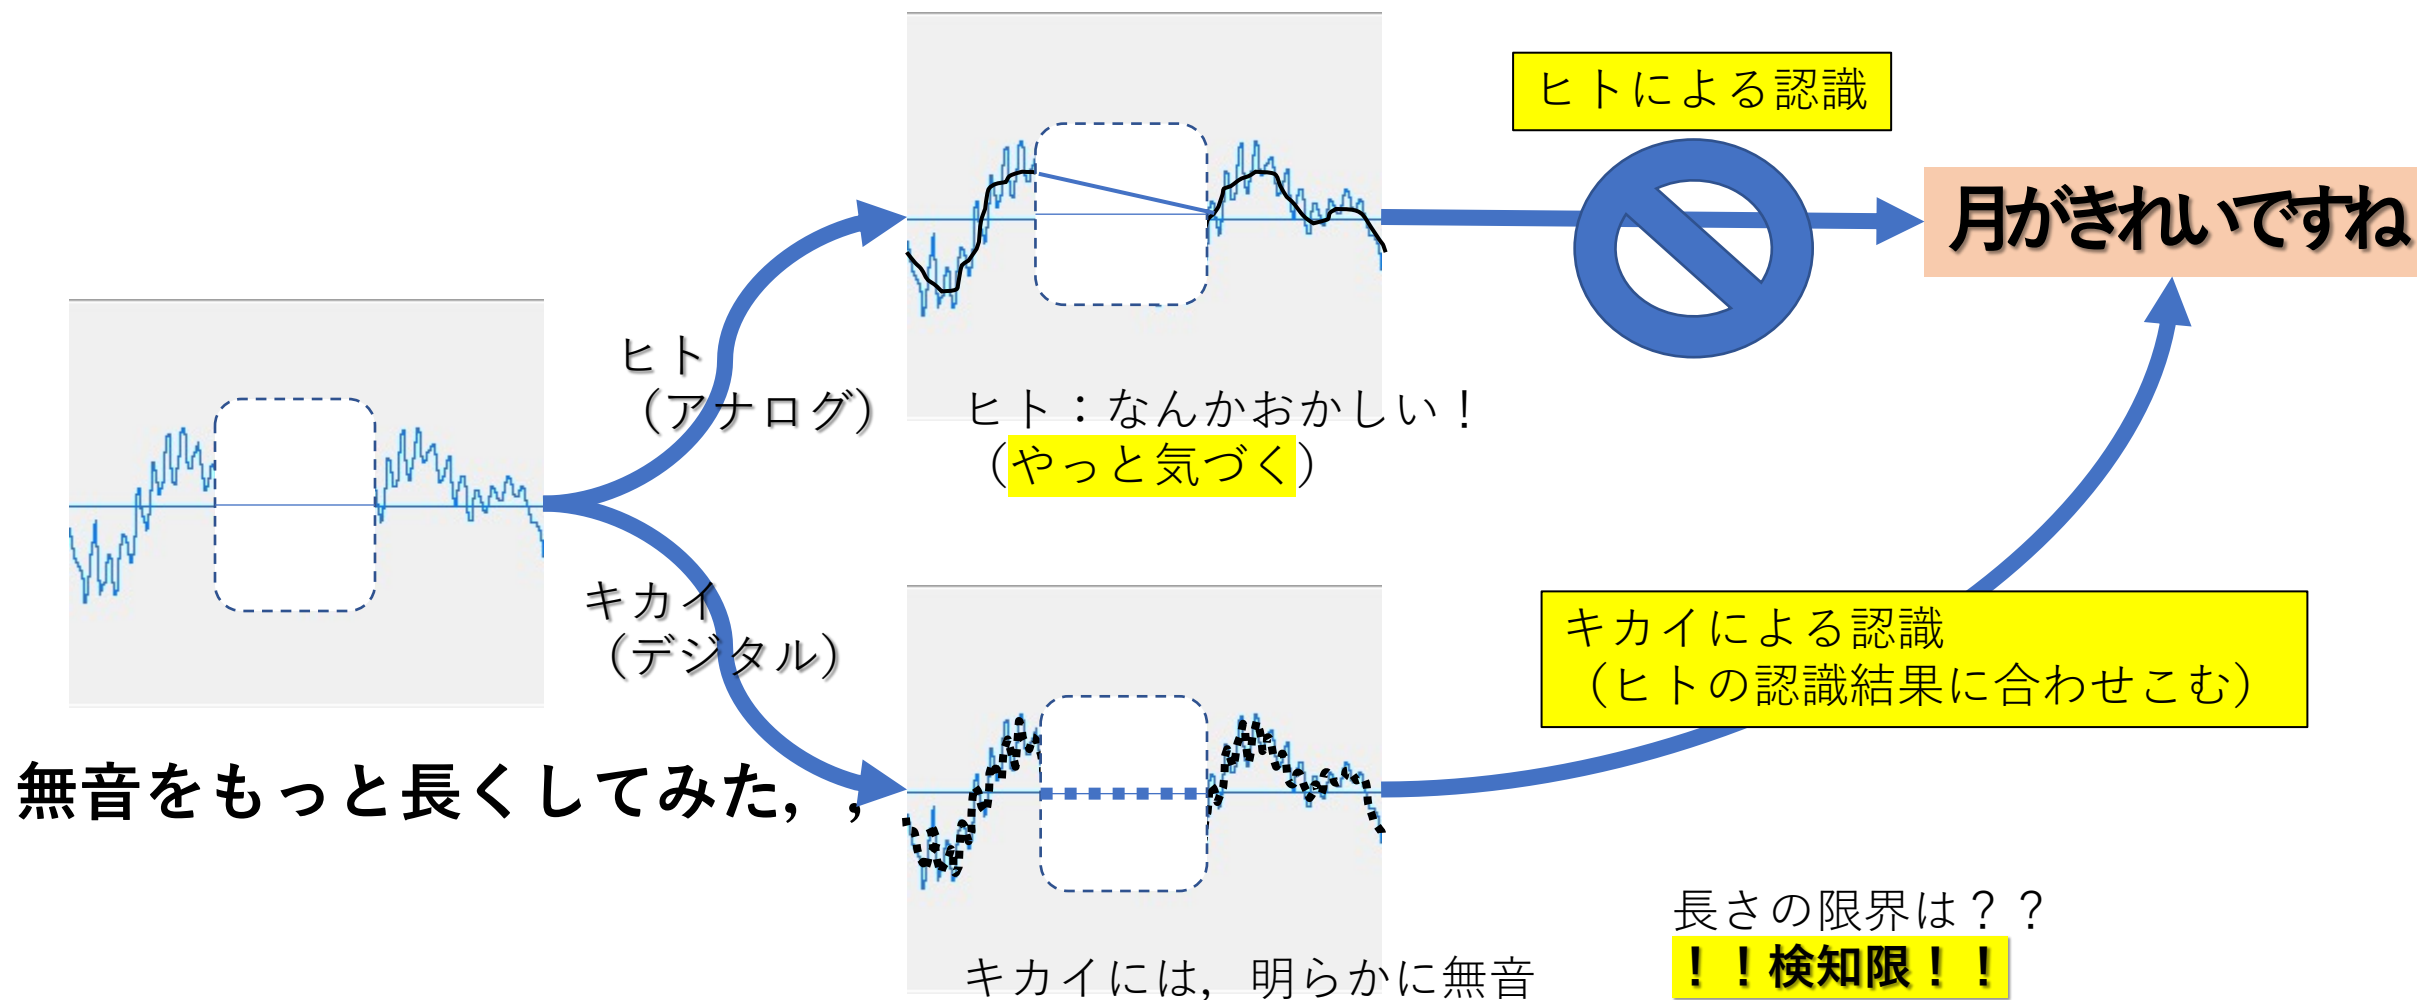 ヒトによる認識
月がきれいですね
ヒト
（アナログ）
ヒト：なんかおかしい！
（やっと気づく）
キカイ
（デジタル）
キカイによる認識
（ヒトの認識結果に合わせこむ）
無音をもっと長くしてみた，，
長さの限界は？？
！！検知限！！
キカイには，明らかに無音